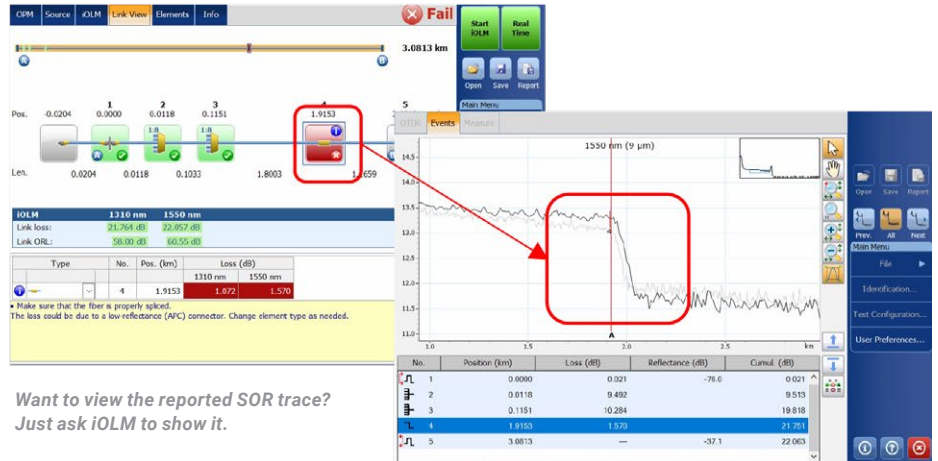 OPM Source iOLM Link View Elements Info
Fail
3.0813 km
A B
1 2 3 4 5
Pos. -0.0204 0.0000 0.0118 0.1151 1.9153
1:8 1:8
A
Len. 0.0204 0.0118 0.1033 1.8003
iOLM 1310 nm 1550 nm
Link loss: 21.764 dB 22.057 dB
Link ORL: 58.00 dB 60.55 dB
Type No. Pos. (km) Loss (dB)
1310 nm 1550 nm
4 1.9153 1.872 1.570
• Make sure that the fiber is properly spliced.
The loss could be due to a low-reflectance (APC) connector. Change element type as needed.
Want to view the reported SOR trace?
Just ask iOLM to show it.
Start iOLM
Real Time
Open Save Report
Main Menu
OTDR Events Measure
1550 nm (9 µm)
14.5
14.0
13.5
13.0
12.5
12.0
11.5
11.0
1.0 1.5 2.0 2.5 km
A
No. Position (km) Loss (dB) Reflectance (dB) Cumul. (dB)
1 0.0000 0.021 -76.0 0.021
2 0.0118 9.492 9.513
3 0.1151 10.284 19.818
4 1.9153 1.570 21.751
5 3.0813 --- -37.1 22.063
Open Save Report
Prev. All Next
Main Menu
File
Identification...
Test Configuration...
User Preferences...